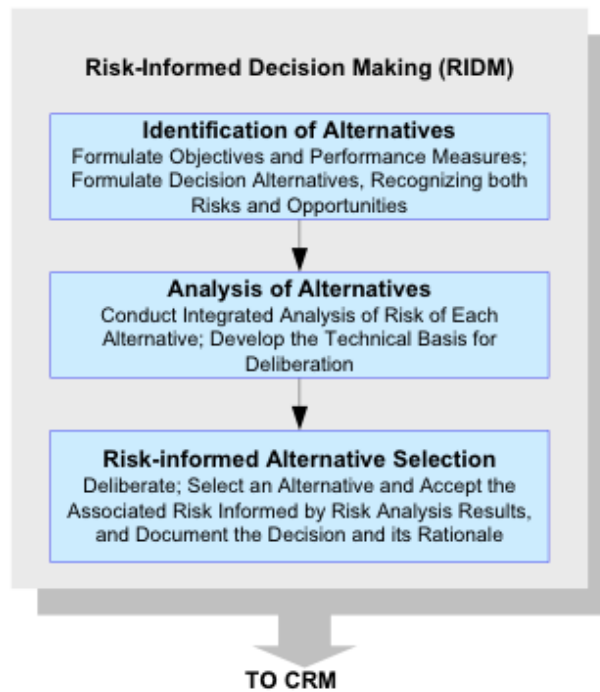 Risk-Informed Decision Making (RIDM)
Identification of Alternatives
Formulate Objectives and Performance Measures;
Formulate Decision Alternatives, Recognizing both
Risks and Opportunities
Analysis of Alternatives
Conduct Integrated Analysis of Risk of Each
Alternative; Develop the Technical Basis for
Deliberation
Risk-informed Alternative Selection
Deliberate; Select an Alternative and Accept the
Associated Risk Informed by Risk Analysis Results,
and Document the Decision and its Rationale
TO CRM